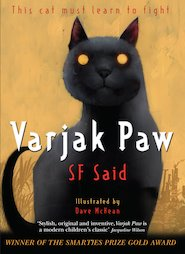 This cat must learn to fight
Varjak Paw
SF Said
Illustrated by
Dave McKean
'Stylish, original and inventive, Varjak Paw is
a modern children's classic' Jacqueline Wilson
WINNER OF THE SMARTIES PRIZE GOLD AWARD